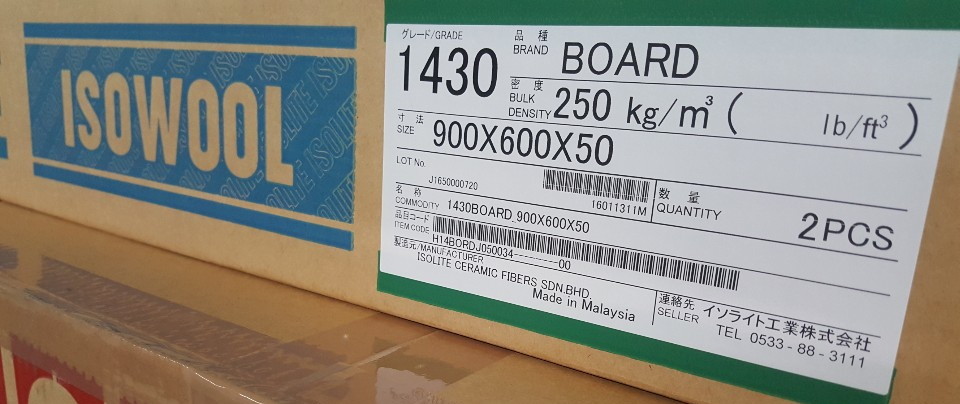 ISOWOOL
グレード/GRADE
1430
品種
BRAND
BOARD
密度
BULK
DENSITY
250 kg/m³ ( lb/ft³ )
寸法
SIZE
900X600X50
LOT No.
J1650000720
16011311M
数量
QUANTITY
2PCS
名称
COMMODITY
1430BOARD_900X600X50
品目コード
ITEM CODE
H14BORDJ050034--------00
製造元/MANUFACTURER
ISOLITE CERAMIC FIBERS SDN.BHD.
Made in Malaysia
連絡先
SELLER
イソライト工業株式会社
TEL 0533-88-3111